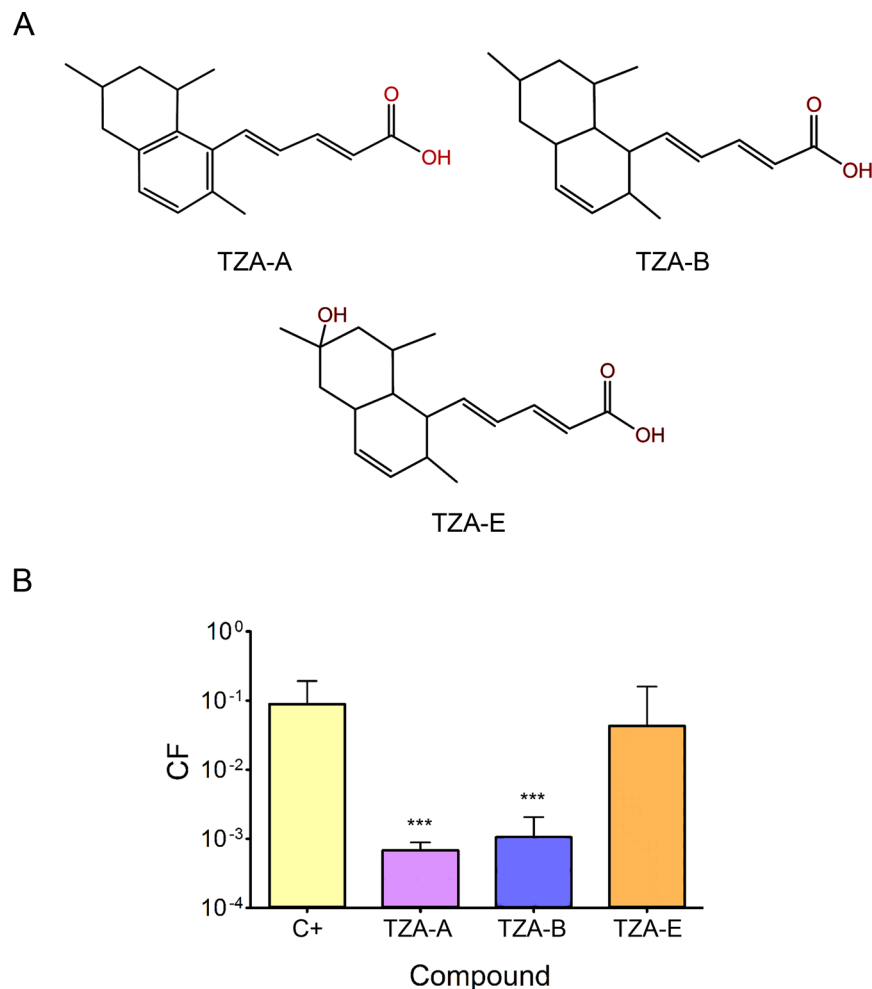 A
O
OH
TZA-A
O
OH
TZA-B
OH
O
OH
TZA-E
B
CF
10⁰
10⁻¹
10⁻²
10⁻³
10⁻⁴
***
***
C+ TZA-A TZA-B TZA-E
Compound